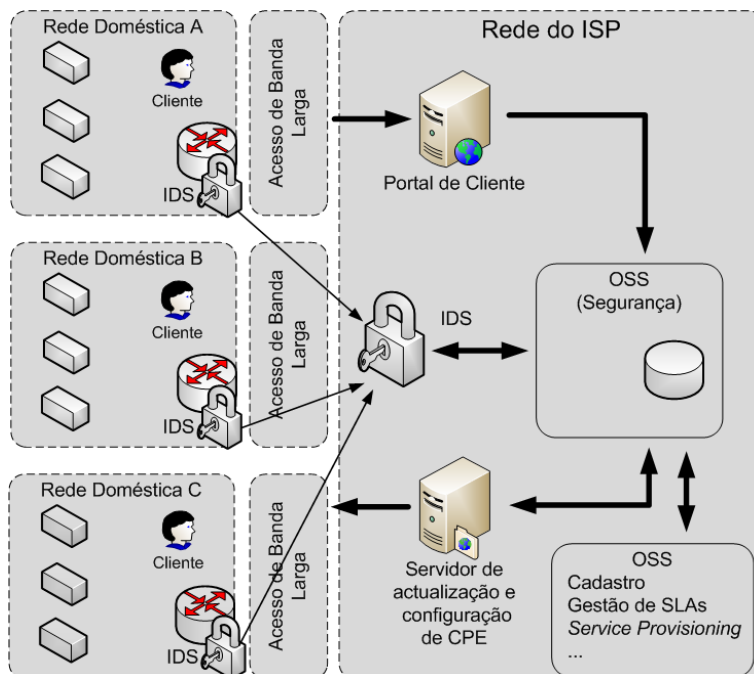 Rede Doméstica A
Cliente
IDS
Acesso de Banda
Larga
Rede do ISP
Portal de Cliente
Rede Doméstica B
Cliente
IDS
Acesso de Banda
Larga
IDS
OSS
(Segurança)
Rede Doméstica C
Cliente
IDS
Acesso de Banda
Larga
Servidor de
actualização e
configuração
de CPE
OSS
Cadastro
Gestão de SLAs
Service Provisioning
...